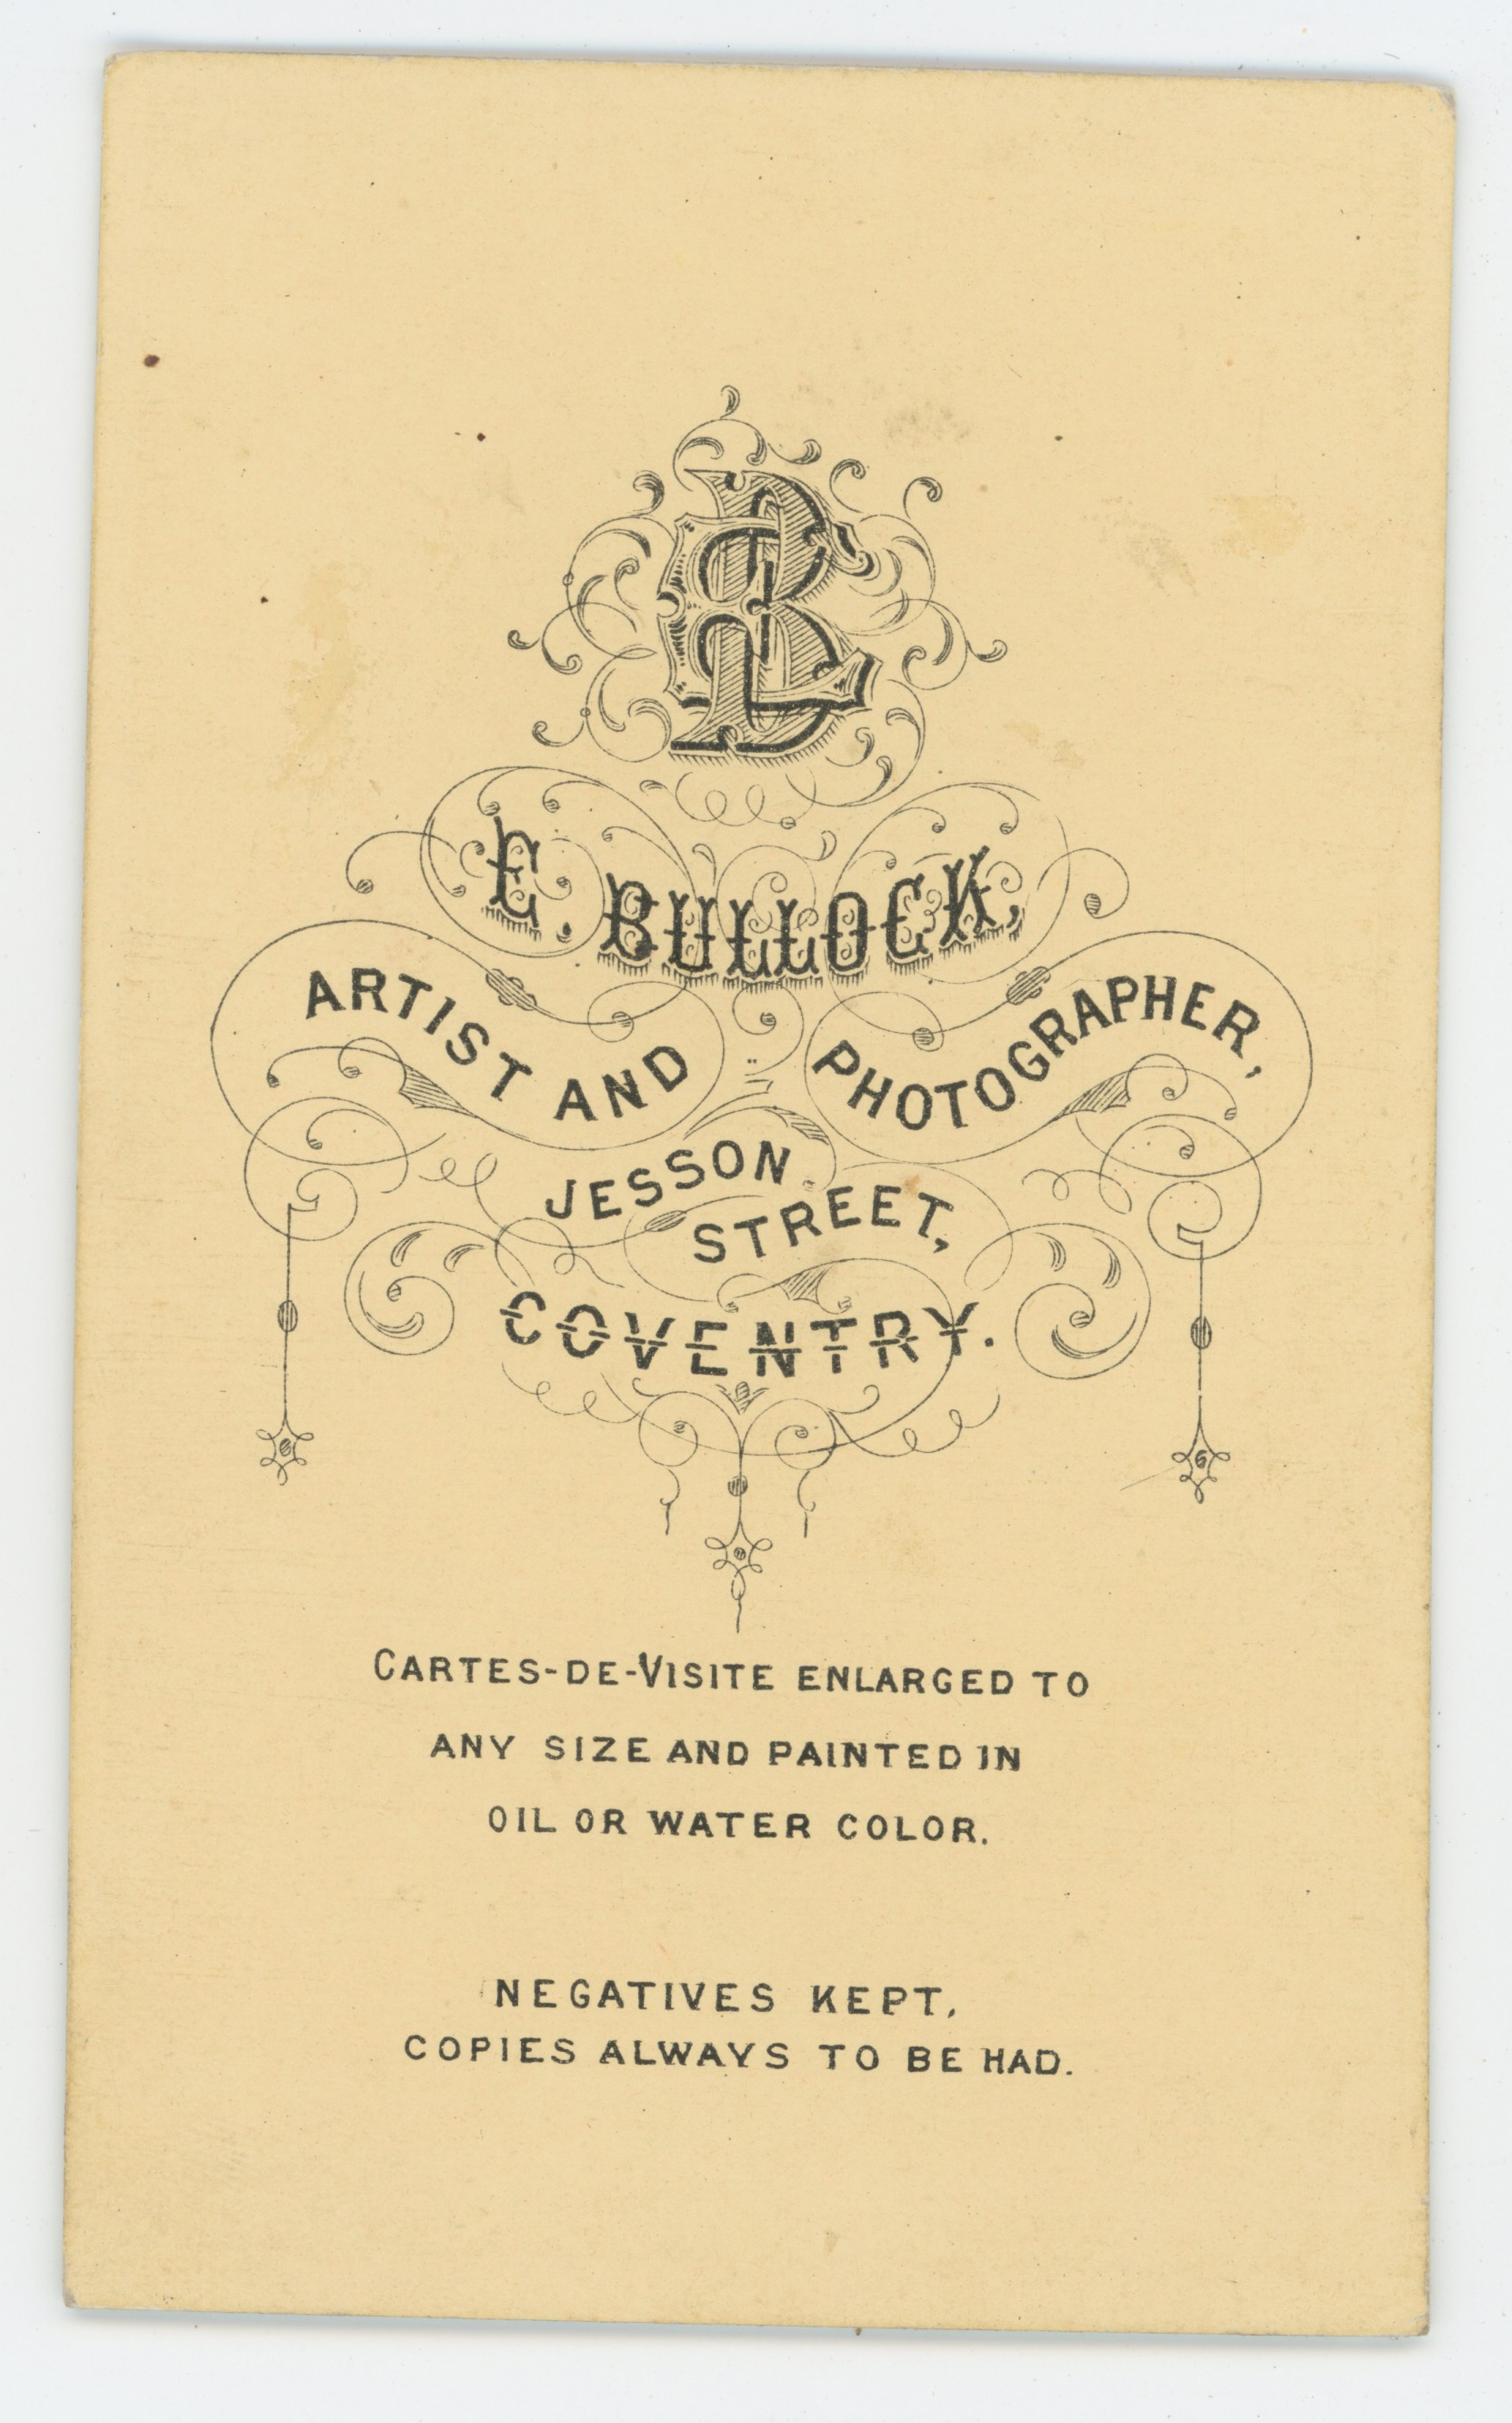 EB
E. BULLOCK,
ARTIST AND PHOTOGRAPHER,
JESSON
STREET,
COVENTRY.
CARTES-DE-VISITE ENLARGED TO
ANY SIZE AND PAINTED IN
OIL OR WATER COLOR.
NEGATIVES KEPT.
COPIES ALWAYS TO BE HAD.